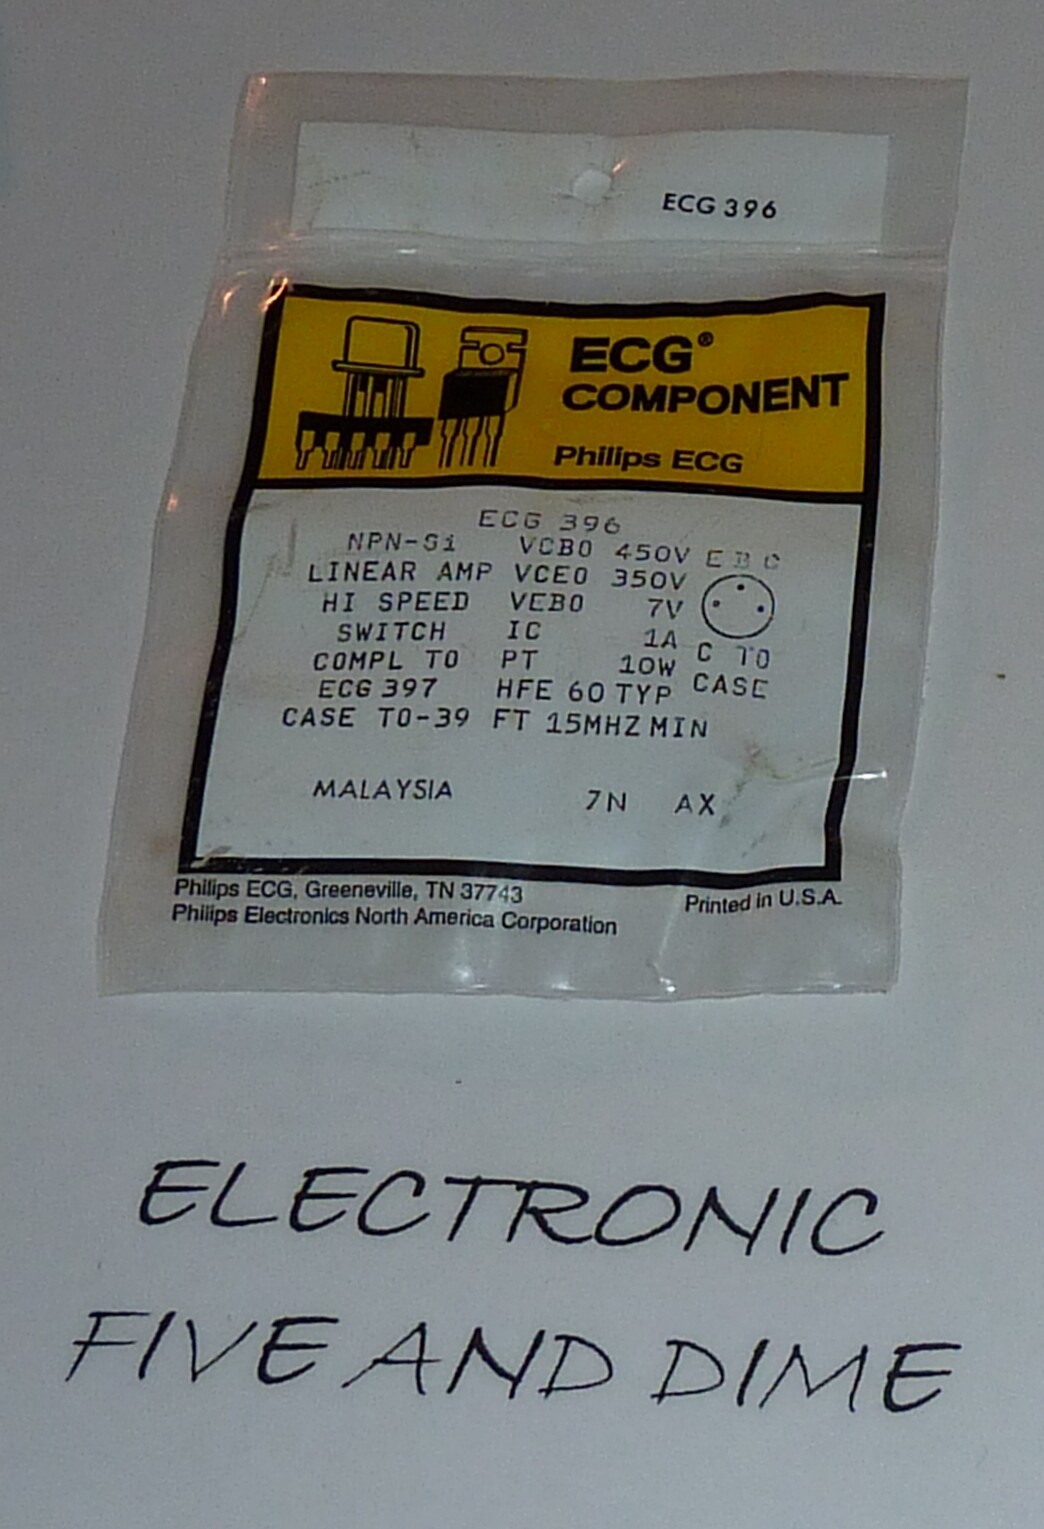 ECG 396
ECG® COMPONENT
Philips ECG
ECG 396
NPN-Si VCBO 450V E B C
LINEAR AMP VCEO 350V
HI SPEED VEBO 7V
SWITCH IC 1A
COMPL TO PT 10W C TO
ECG 397 HFE 60 TYP CASE
CASE TO-39 FT 15MHZ MIN
MALAYSIA 7N AX
Philips ECG, Greeneville, TN 37743
Philips Electronics North America Corporation
Printed in U.S.A.
ELECTRONIC
FIVE AND DIME